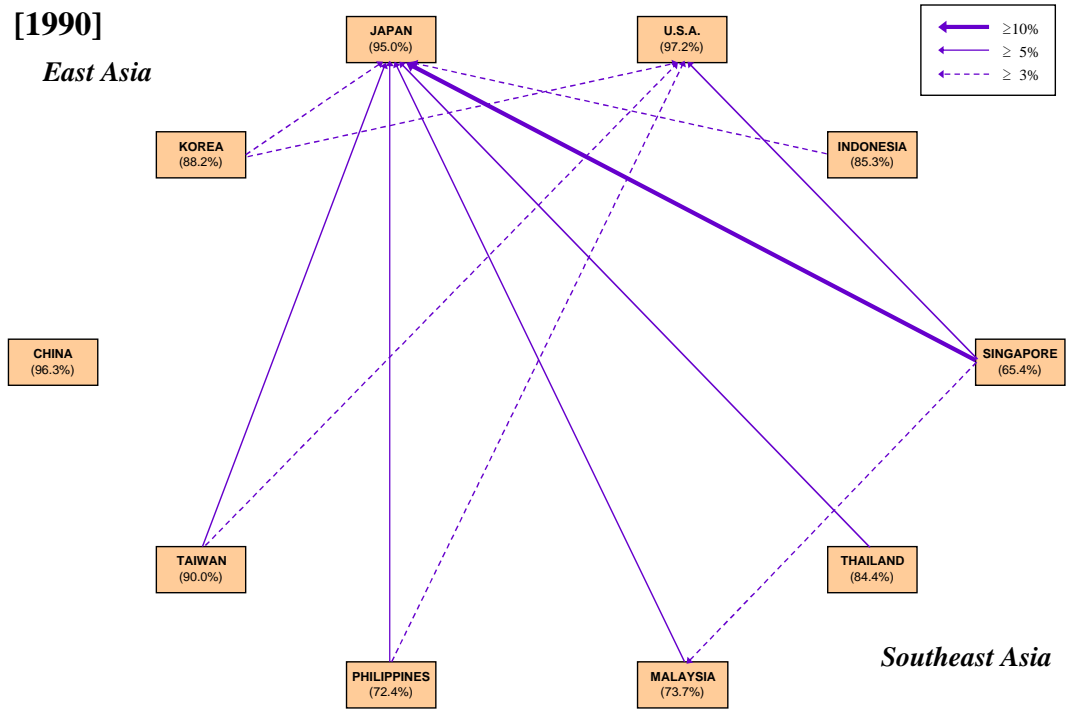 [1990]
East Asia
JAPAN
(95.0%)
U.S.A.
(97.2%)
≥10%
≥ 5%
≥ 3%
KOREA
(88.2%)
INDONESIA
(85.3%)
CHINA
(96.3%)
SINGAPORE
(65.4%)
TAIWAN
(90.0%)
THAILAND
(84.4%)
PHILIPPINES
(72.4%)
MALAYSIA
(73.7%)
Southeast Asia